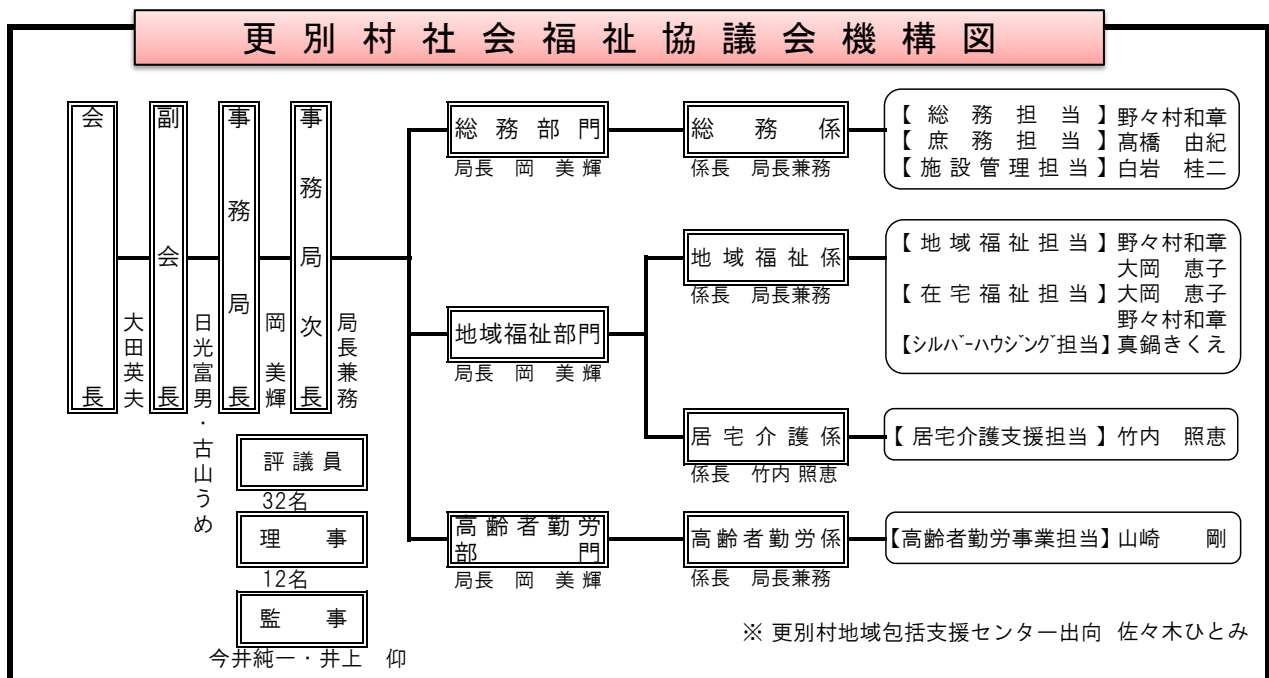 更別村社会福祉協議会機構図
会長
大田英夫
副会長
日光富男・古山うめ
事務局長
岡 美輝
事務局次長
局長兼務
評議員
32名
理事
12名
監事
今井純一・井上 仰
総務部門
局長 岡 美輝
総務係
係長 局長兼務
【総務担当】野々村和章
【庶務担当】髙橋 由紀
【施設管理担当】白岩 桂二
地域福祉部門
局長 岡 美輝
地域福祉係
係長 局長兼務
【地域福祉担当】野々村和章
大岡 恵子
【在宅福祉担当】大岡 恵子
野々村和章
【シルバーハウジング担当】真鍋きくえ
居宅介護係
係長 竹内 照恵
【居宅介護支援担当】竹内 照恵
高齢者勤労
部門
局長 岡 美輝
高齢者勤労係
係長 局長兼務
【高齢者勤労事業担当】山崎 剛
※ 更別村地域包括支援センター出向 佐々木ひとみ